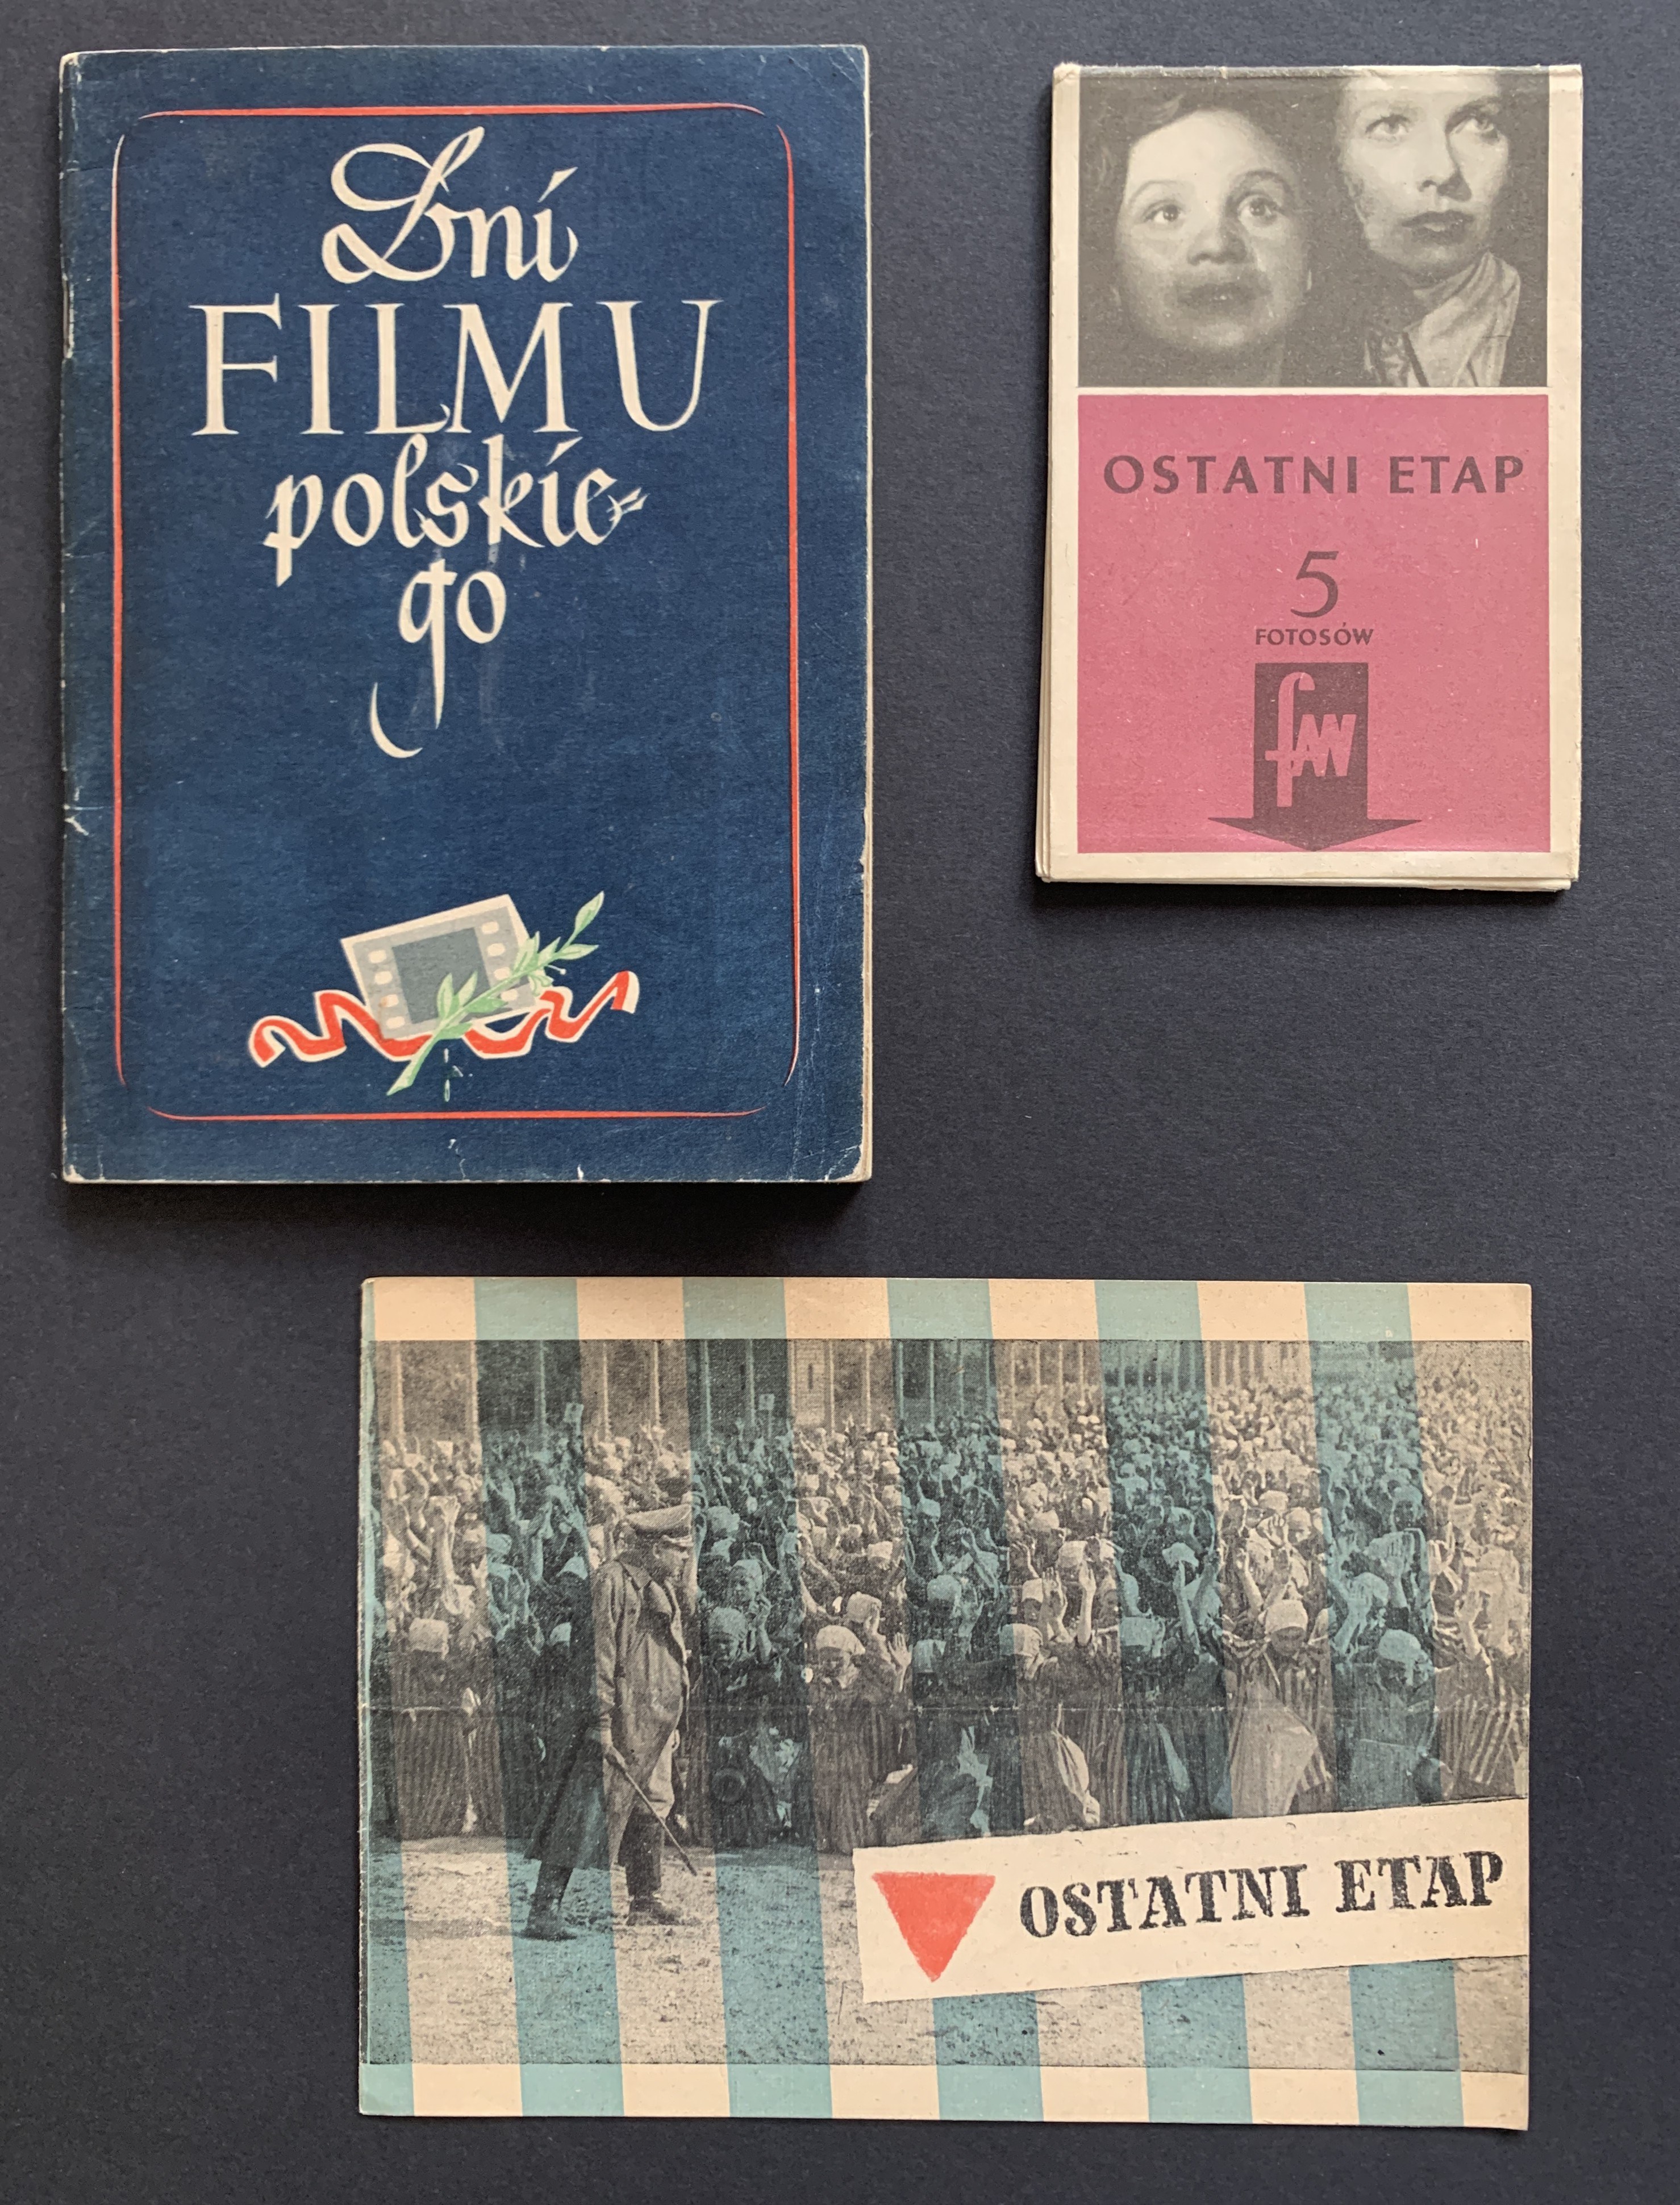 Dni
FILMU
polskie-
go
OSTATNI ETAP
5
FOTOSÓW
fAW
OSTATNI ETAP